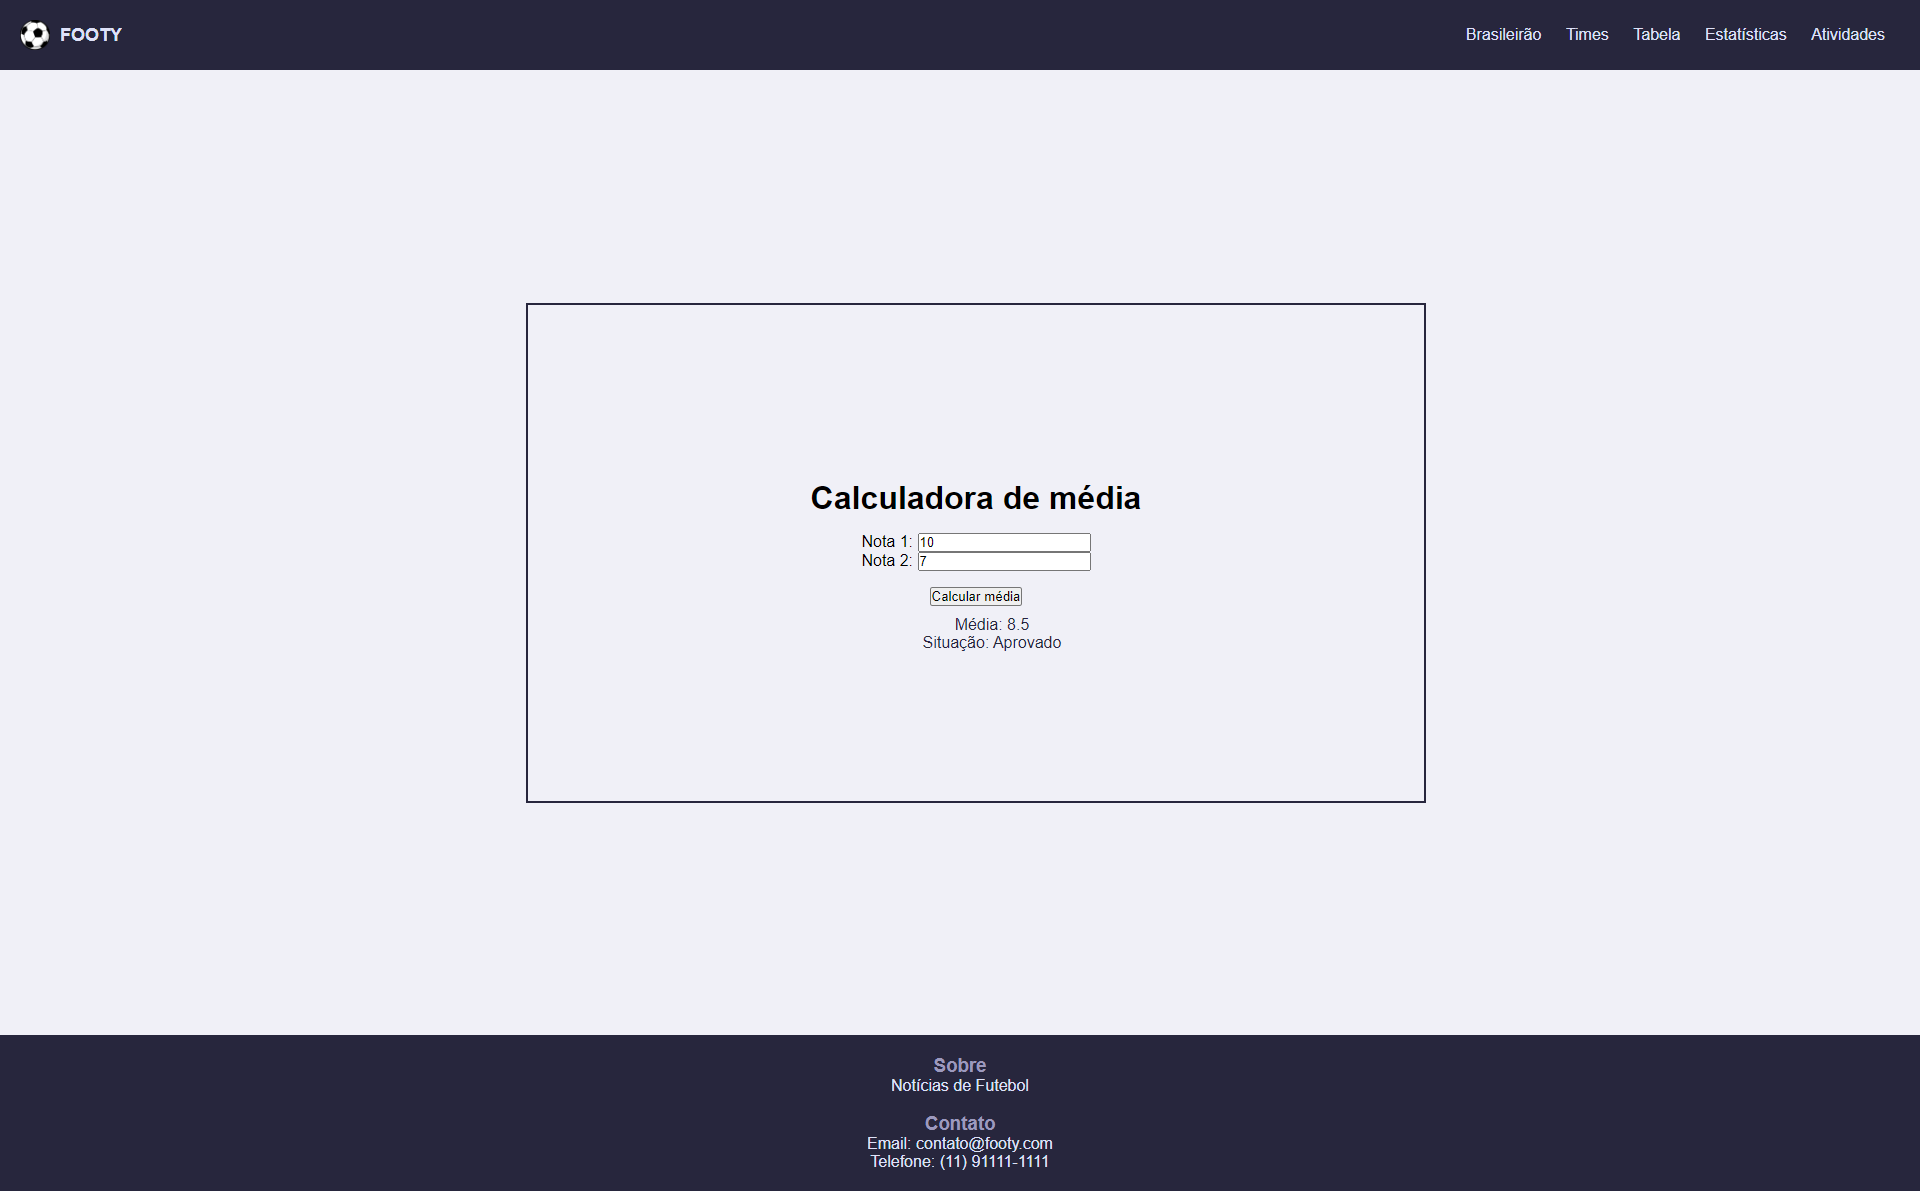 FOOTY
Brasileirão Times Tabela Estatísticas Atividades
Calculadora de média
Nota 1: 10
Nota 2: 7
Calcular média
Média: 8.5
Situação: Aprovado
Sobre
Notícias de Futebol
Contato
Email: contato@footy.com
Telefone: (11) 91111-1111